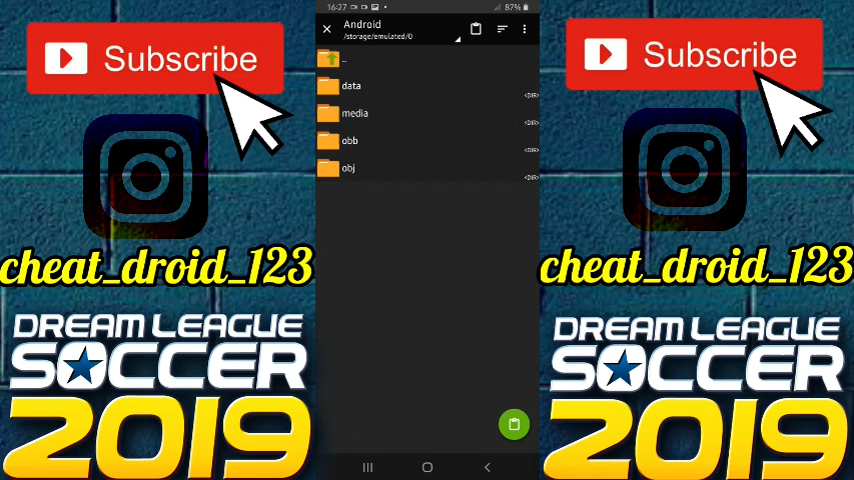 Subscribe
cheat_droid_123
DREAM LEAGUE
SOCCER
2019
16:27
87%
Android
/storage/emulated/0
..
data
<DIR>
media
<DIR>
obb
<DIR>
obj
<DIR>
Subscribe
cheat_droid_123
DREAM LEAGUE
SOCCER
2019